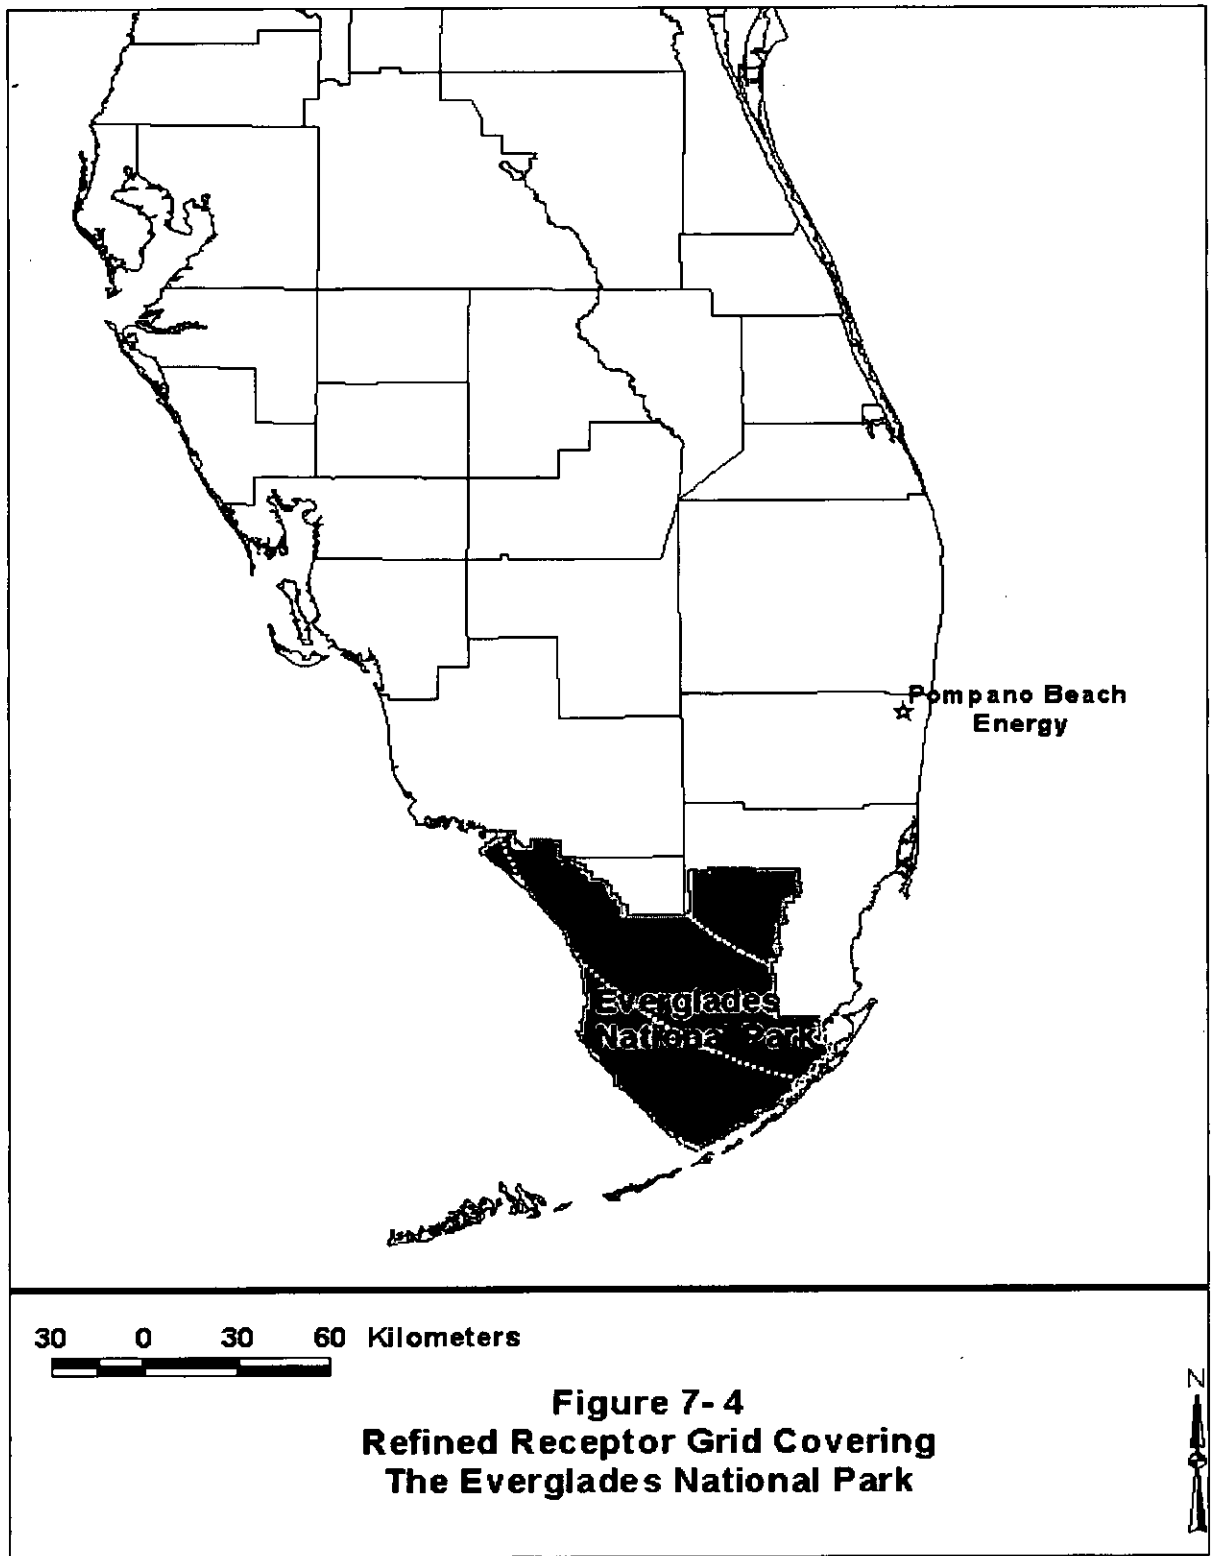 Pompano Beach
Energy
Everglades
National Park
30 0 30 60 Kilometers
N
Figure 7-4
Refined Receptor Grid Covering
The Everglades National Park